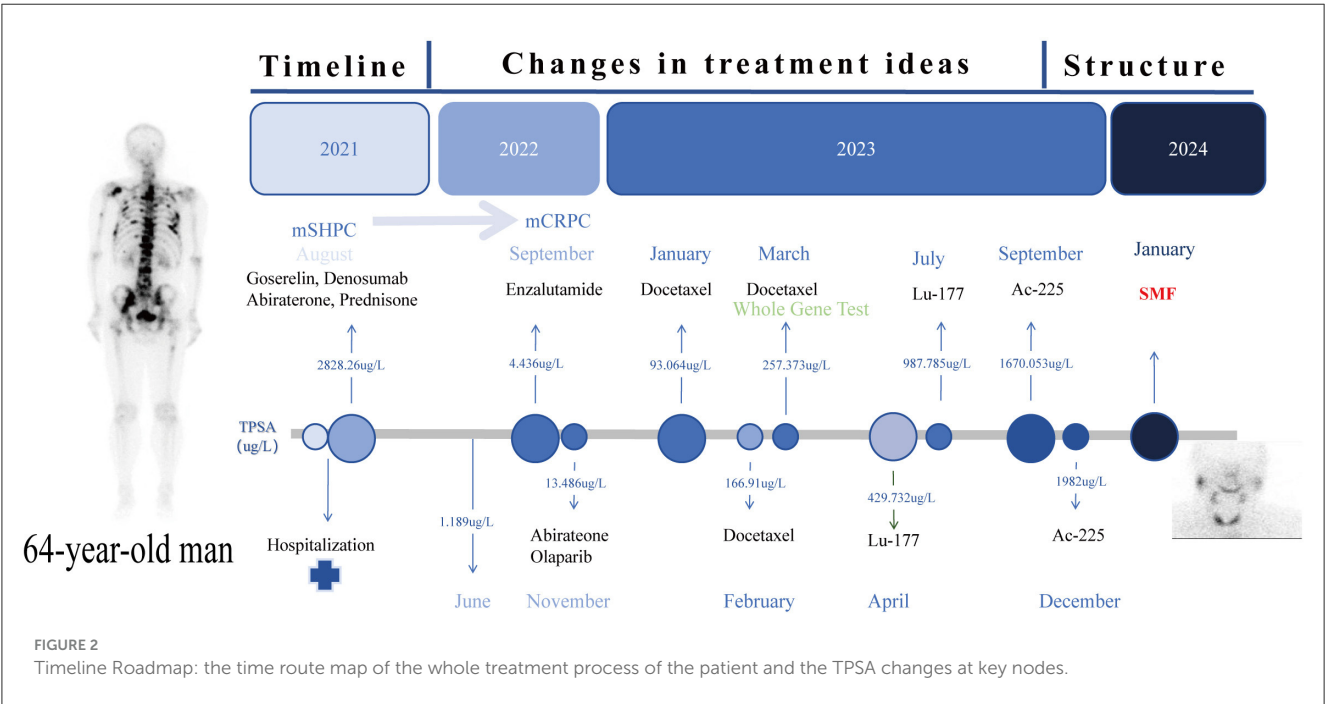 Timeline
Changes in treatment ideas
Structure
2021
2022
2023
2024
mSHPC
mCRPC
August
September
January
March
July
September
January
Goserelin, Denosumab
Abiraterone, Prednisone
Enzalutamide
Docetaxel
Docetaxel
Whole Gene Test
Lu-177
Ac-225
SMF
2828.26ug/L
4.436ug/L
93.064ug/L
257.373ug/L
987.785ug/L
1670.053ug/L
TPSA
(ug/L)
1.189ug/L
13.486ug/L
166.91ug/L
429.732ug/L
1982ug/L
64-year-old man
Hospitalization
Abirateone
Olaparib
Docetaxel
Lu-177
Ac-225
June
November
February
April
December
FIGURE 2
Timeline Roadmap: the time route map of the whole treatment process of the patient and the TPSA changes at key nodes.